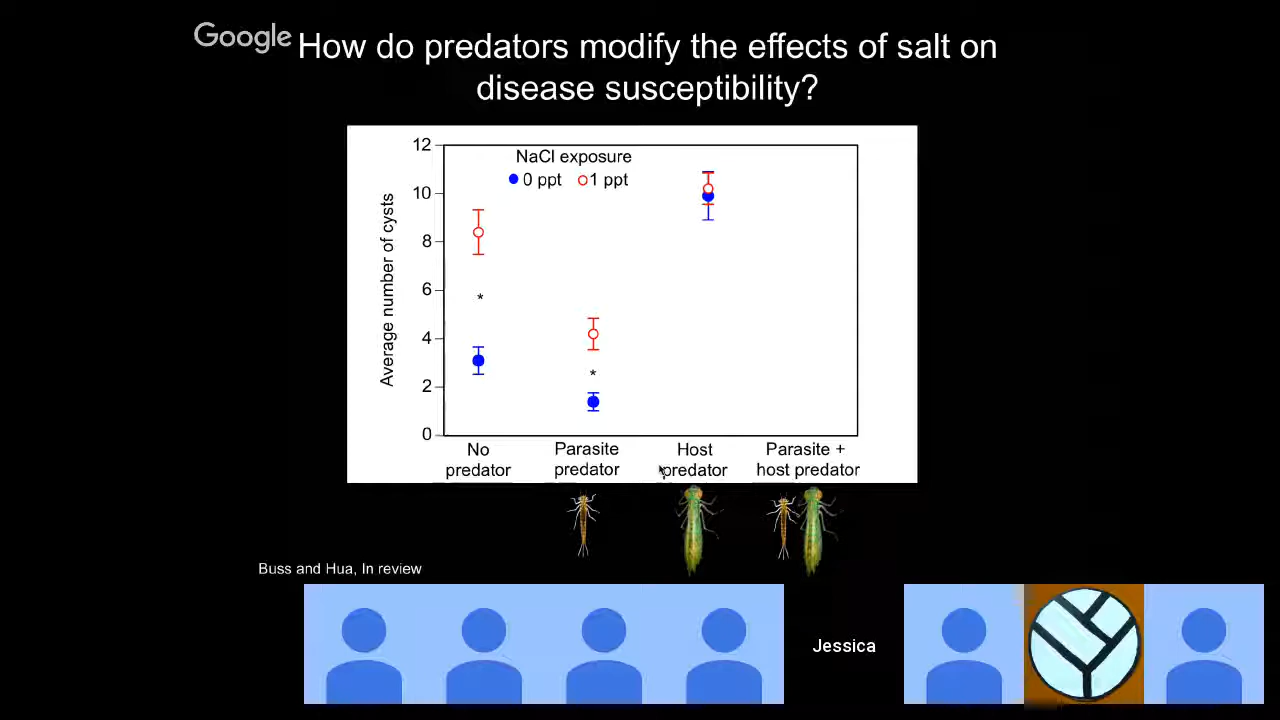 Google
How do predators modify the effects of salt on
disease susceptibility?
NaCl exposure
0 ppt 1 ppt
Average number of cysts
12
10
8
6
*
4
*
2
0
No
predator
Parasite
predator
Host
predator
Parasite +
host predator
Buss and Hua, In review
Jessica